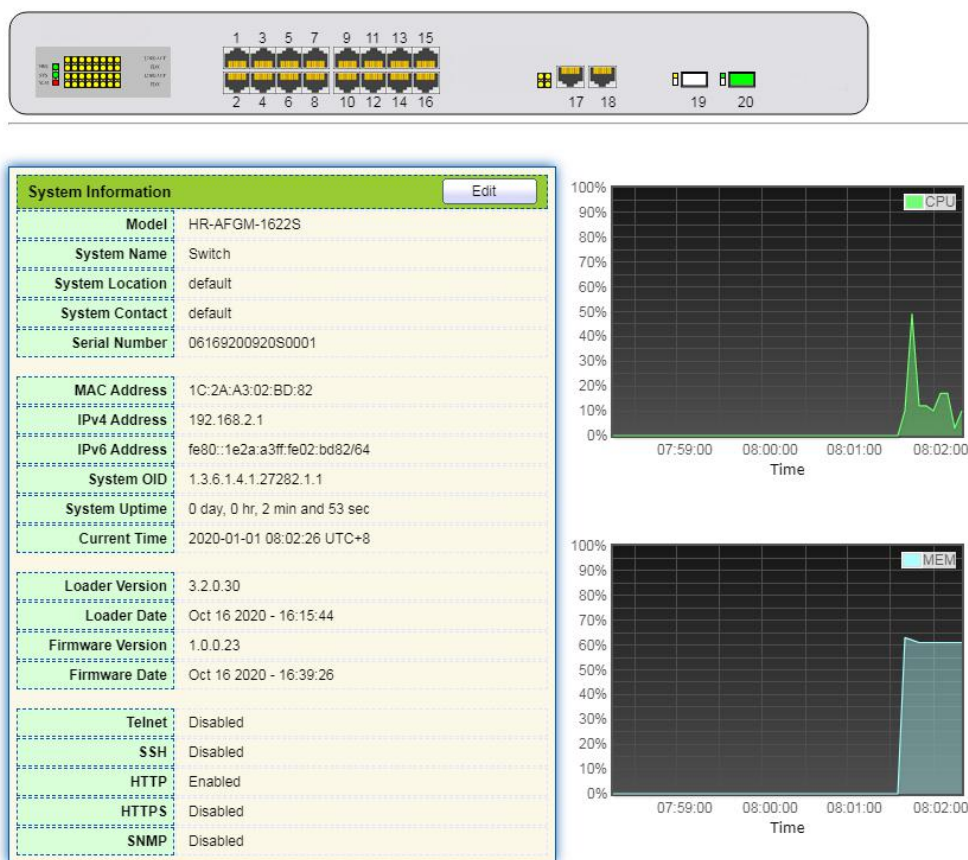 1 3 5 7 9 11 13 15
2 4 6 8 10 12 14 16 17 18 19 20
System Information Edit
Model HR-AFGM-1622S
System Name Switch
System Location default
System Contact default
Serial Number 06169200920S0001
MAC Address 1C:2A:A3:02:BD:82
IPv4 Address 192.168.2.1
IPv6 Address fe80::1e2a:a3ff:fe02:bd82/64
System OID 1.3.6.1.4.1.27282.1.1
System Uptime 0 day, 0 hr, 2 min and 53 sec
Current Time 2020-01-01 08:02:26 UTC+8
Loader Version 3.2.0.30
Loader Date Oct 16 2020 - 16:15:44
Firmware Version 1.0.0.23
Firmware Date Oct 16 2020 - 16:39:26
Telnet Disabled
SSH Disabled
HTTP Enabled
HTTPS Disabled
SNMP Disabled
100%
CPU
90%
80%
70%
60%
50%
40%
30%
20%
10%
0%
07:59:00 08:00:00 08:01:00 08:02:00
Time
100%
MEM
90%
80%
70%
60%
50%
40%
30%
20%
10%
0%
07:59:00 08:00:00 08:01:00 08:02:00
Time